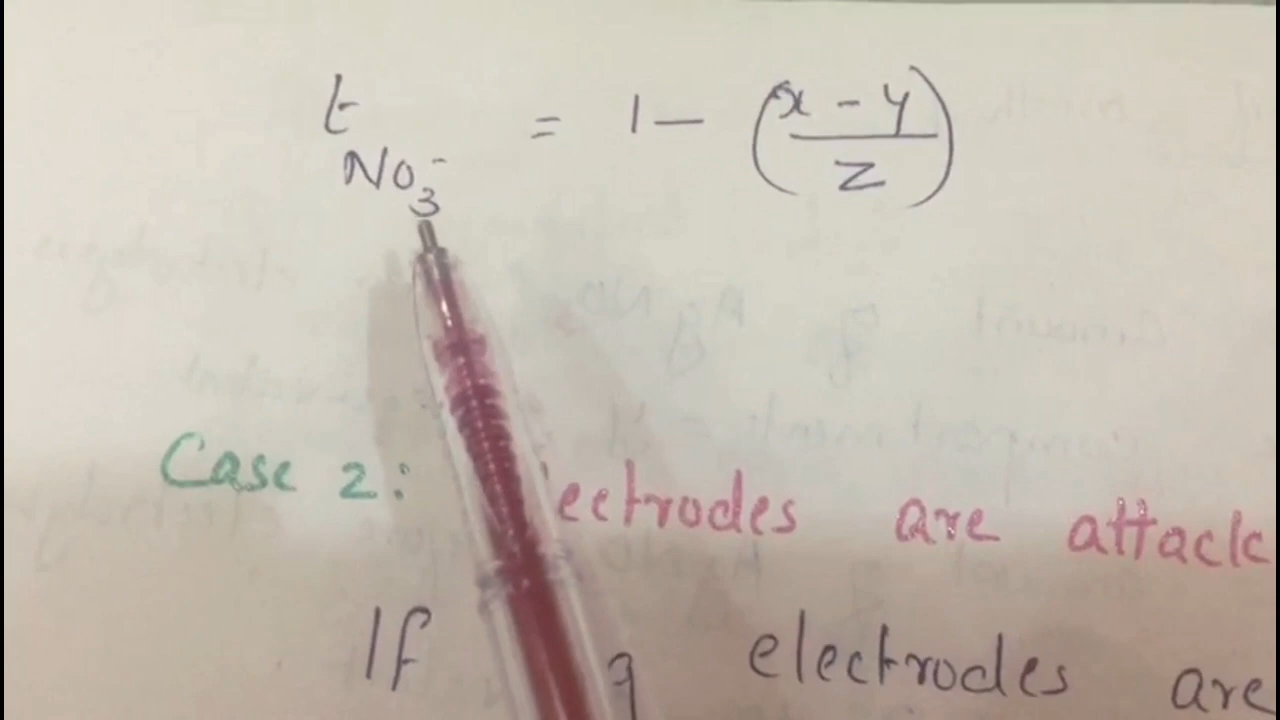 t NO3- = 1 - (x - y / z)
Case 2: ectrodes are attack
If g electrodes are